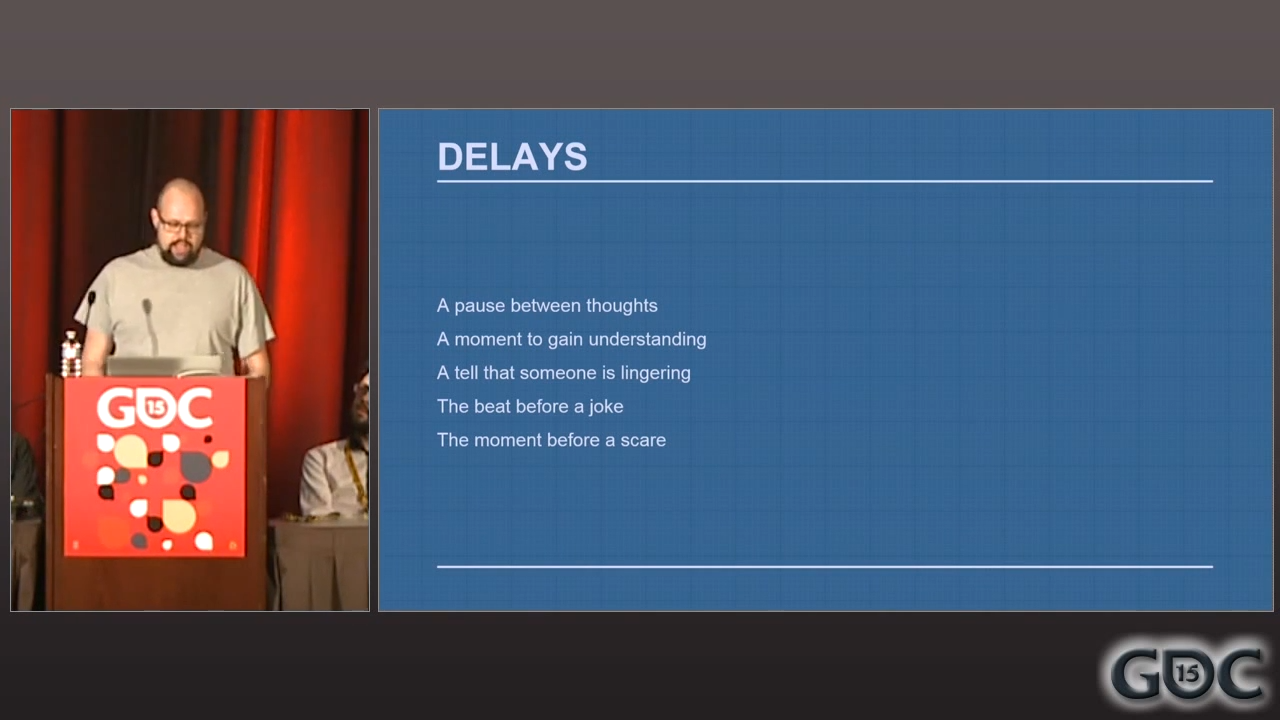 DELAYS
A pause between thoughts
A moment to gain understanding
A tell that someone is lingering
The beat before a joke
The moment before a scare
GDC
15
GDC
15